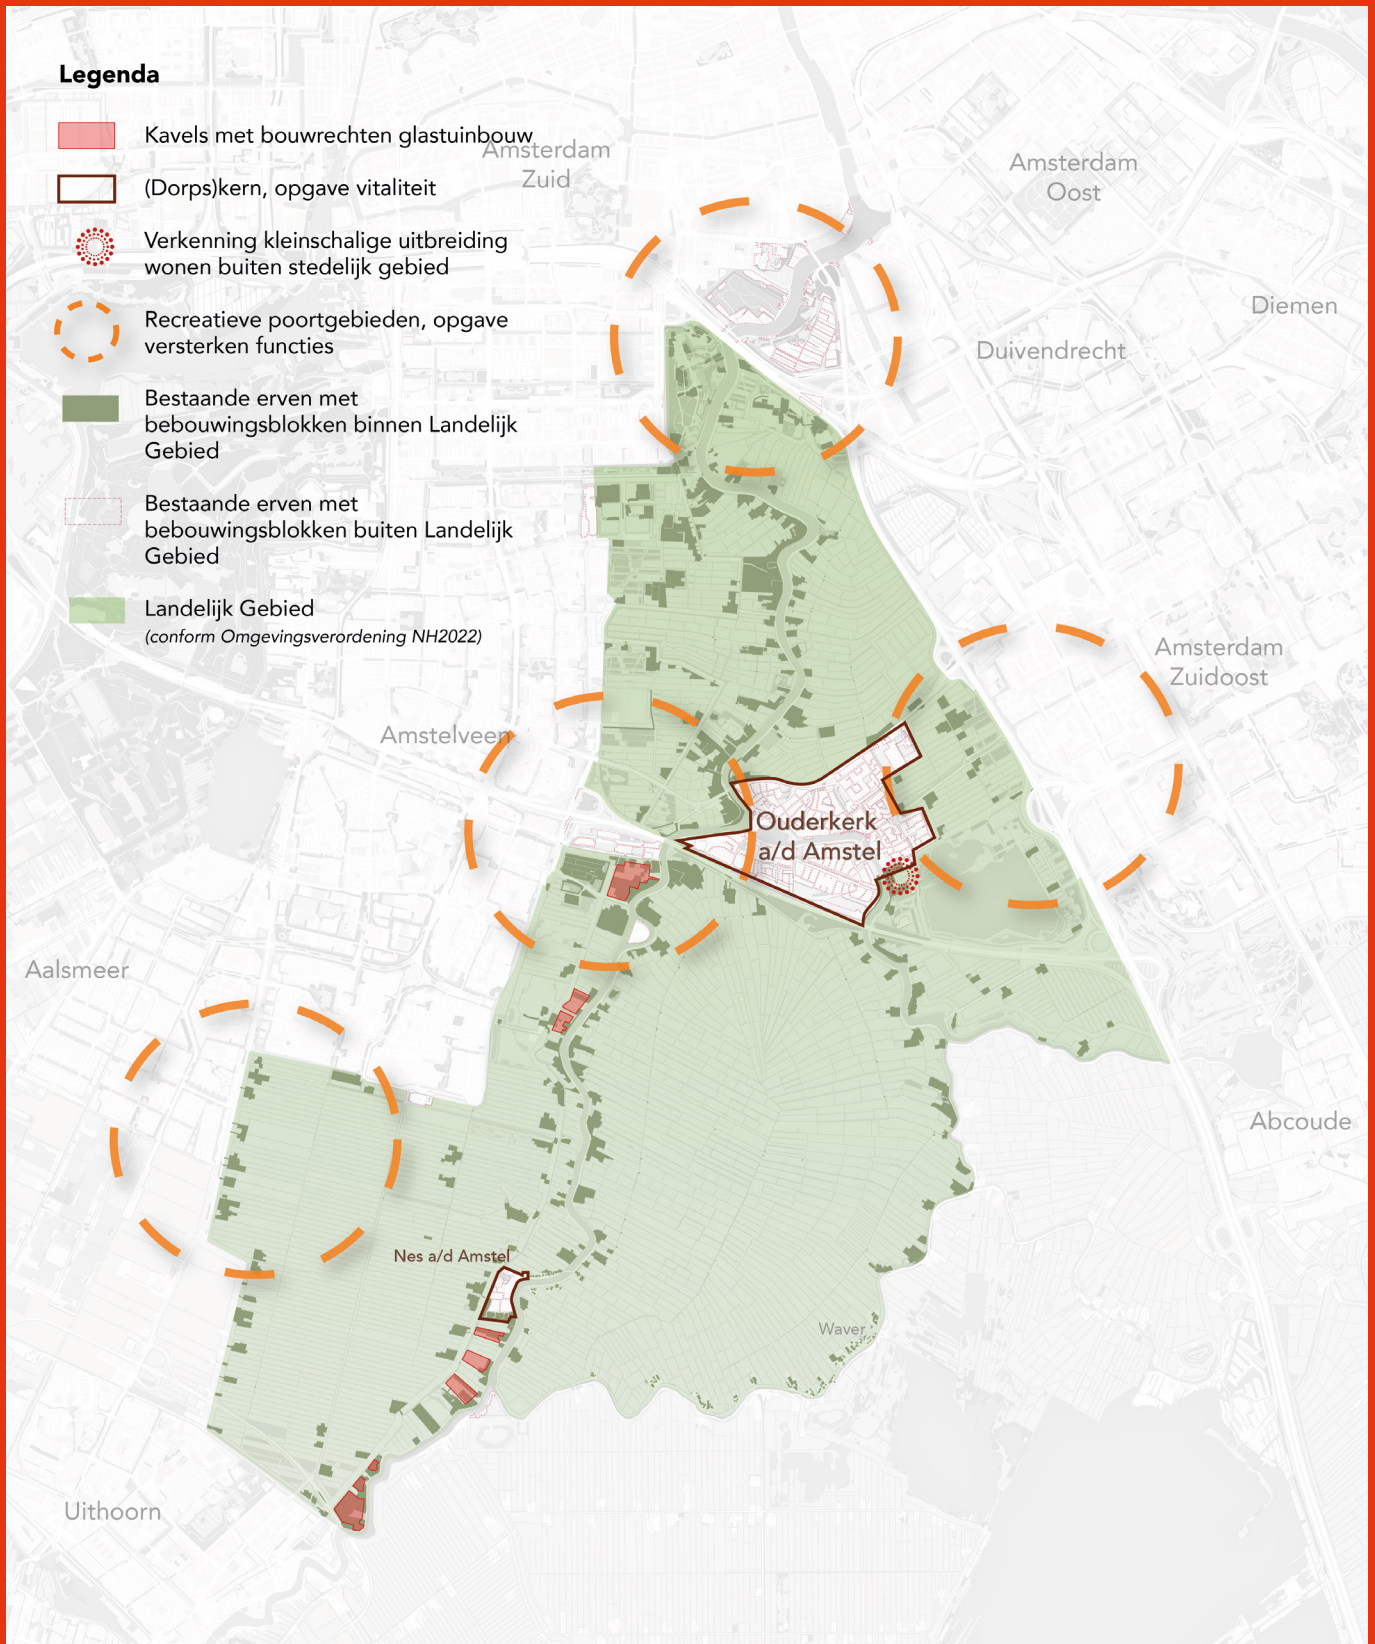 Legenda
Kavels met bouwrechten glastuinbouw
(Dorps)kern, opgave vitaliteit
Verkenning kleinschalige uitbreiding
wonen buiten stedelijk gebied
Recreatieve poortgebieden, opgave
versterken functies
Bestaande erven met
bebouwingsblokken binnen Landelijk
Gebied
Bestaande erven met
bebouwingsblokken buiten Landelijk
Gebied
Landelijk Gebied
(conform Omgevingsverordening NH2022)
Amsterdam
Zuid
Amsterdam
Oost
Diemen
Duivendrecht
Amsterdam
Zuidoost
Amstelveen
Ouderkerk
a/d Amstel
Aalsmeer
Abcoude
Nes a/d Amstel
Waver
Uithoorn